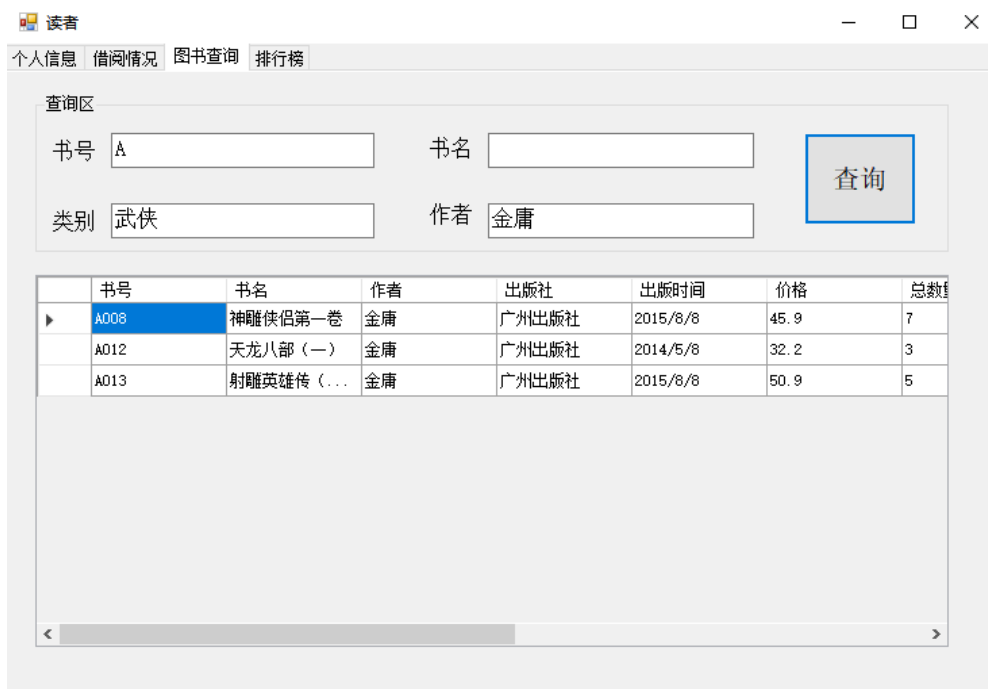 读者
个人信息 借阅情况 图书查询 排行榜
查询区
书号 A 书名
查询
类别 武侠 作者 金庸
书号 书名 作者 出版社 出版时间 价格 总数量
A008 神雕侠侣第一卷 金庸 广州出版社 2015/8/8 45.9 7
A012 天龙八部（一） 金庸 广州出版社 2014/5/8 32.2 3
A013 射雕英雄传（... 金庸 广州出版社 2015/8/8 50.9 5